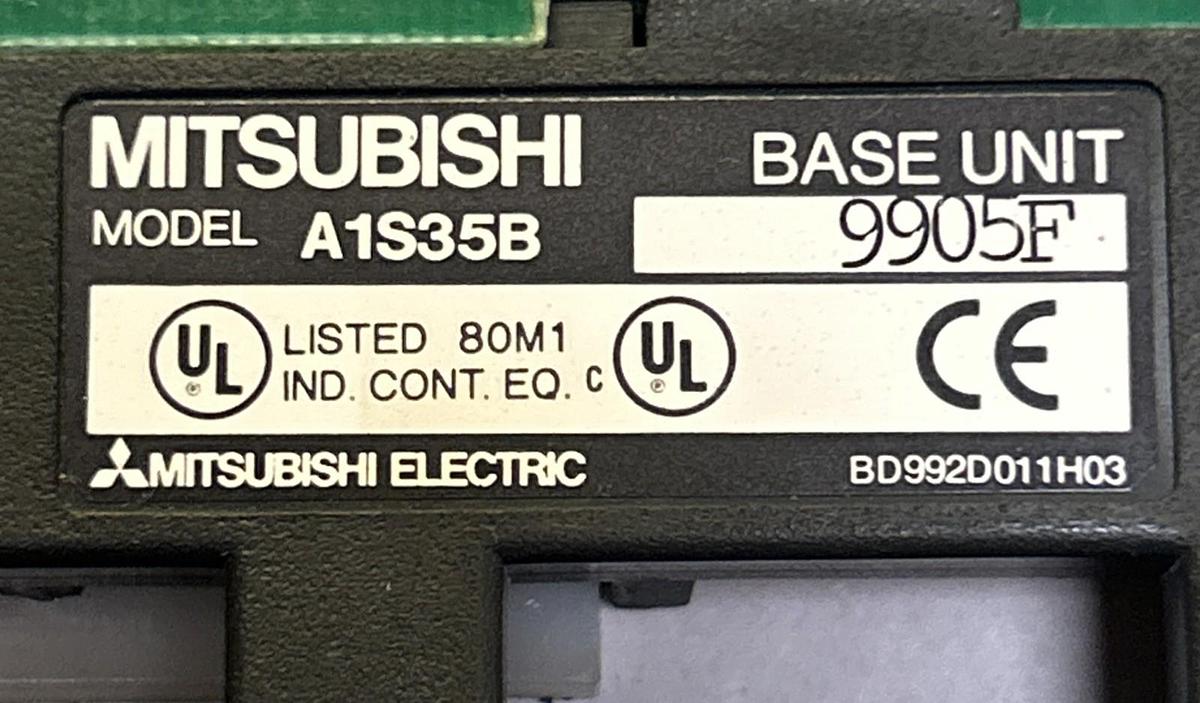 MITSUBISHI BASE UNIT
MODEL A1S35B 9905F
UL LISTED 80M1 C UL CE
IND. CONT. EQ.
MITSUBISHI ELECTRIC BD992D011H03